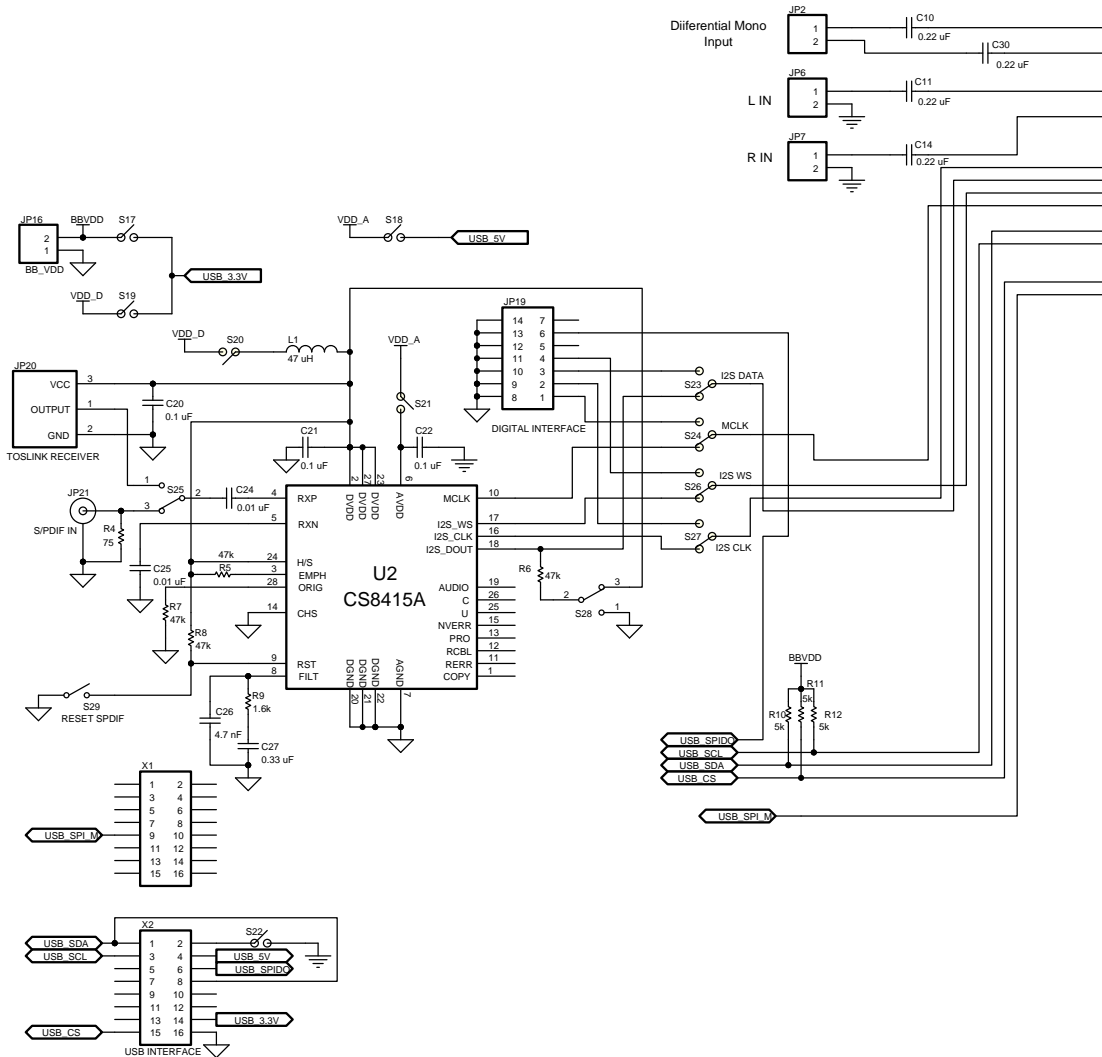 Diifferential Mono
Input
JP2
1
2
C10
0.22 uF
C30
0.22 uF
L IN
JP6
1
2
C11
0.22 uF
R IN
JP7
1
2
C14
0.22 uF
JP16
2
1
BB_VDD
BBVDD
S17
USB_3.3V
VDD_D
S19
VDD_A
S18
USB_5V
VDD_D
S20
L1
47 uH
VDD_A
S21
JP19
14 7
13 6
12 5
11 4
10 3
9 2
8 1
DIGITAL INTERFACE
JP20
VCC 3
OUTPUT 1
GND 2
TOSLINK RECEIVER
C20
0.1 uF
C21
0.1 uF
C22
0.1 uF
S23
I2S DATA
S24
MCLK
S26
I2S WS
S27
I2S CLK
JP21
S/PDIF IN
R4
75
1
S25
2
3
C24
0.01 uF
C25
0.01 uF
47k
R5
R7
47k
R8
47k
U2
CS8415A
2 27 23 6
DVDD DVDD DVDD AVDD
4 RXP
5 RXN
24 H/S
3 EMPH
28 ORIG
14 CHS
9 RST
8 FILT
MCLK 10
I2S_WS 17
I2S_CLK 16
I2S_DOUT 18
AUDIO 19
C 26
U 25
NVERR 15
PRO 13
RCBL 12
RERR 11
COPY 1
DGND DGND DGND AGND
20 21 22 7
R6
47k
2
S28
3
1
S29
RESET SPDIF
C26
4.7 nF
R9
1.6k
C27
0.33 uF
BBVDD
R11
5k
R10
5k
R12
5k
USB_SPIDO
USB_SCL
USB_SDA
USB_CS
USB_SPI_M
X1
1 2
3 4
5 6
7 8
9 10
11 12
13 14
15 16
USB_SPI_M
X2
1 2
3 4
5 6
7 8
9 10
11 12
13 14
15 16
USB INTERFACE
USB_SDA
USB_SCL
USB_CS
S22
USB_5V
USB_SPIDO
USB_3.3V